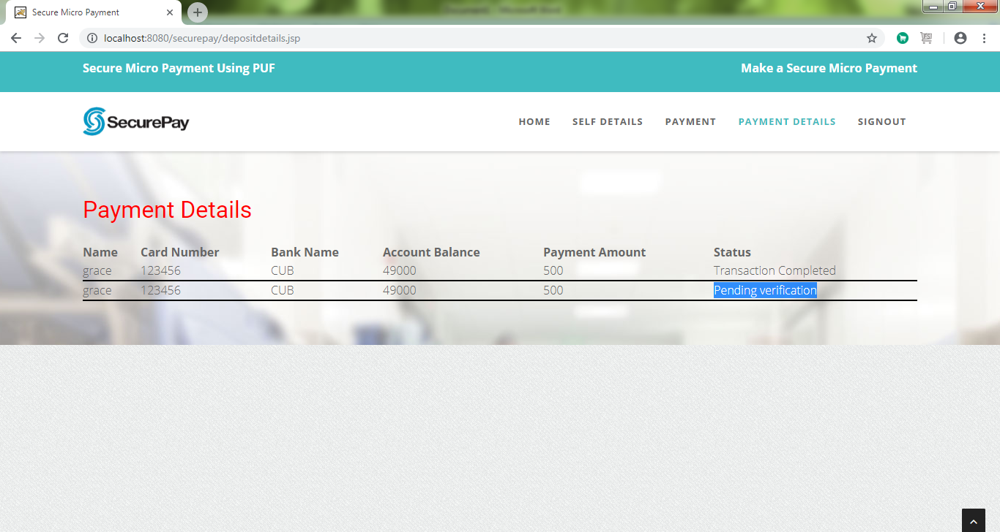 Secure Micro Payment
localhost:8080/securepay/depositdetails.jsp
Secure Micro Payment Using PUF Make a Secure Micro Payment
SecurePay HOME SELF DETAILS PAYMENT PAYMENT DETAILS SIGNOUT
Payment Details
Name Card Number Bank Name Account Balance Payment Amount Status
grace 123456 CUB 49000 500 Transaction Completed
grace 123456 CUB 49000 500 Pending verification